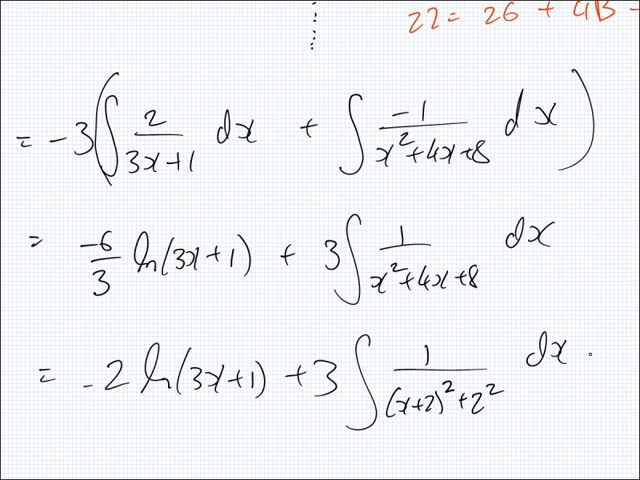 22 = 26 + 4B -
= -3(∫ 2/(3x+1) dx + ∫ -1/(x²+4x+8) dx)
= -6/3 ln(3x+1) + 3∫ 1/(x²+4x+8) dx
= -2 ln(3x+1) + 3 ∫ 1/((x+2)²+2²) dx.